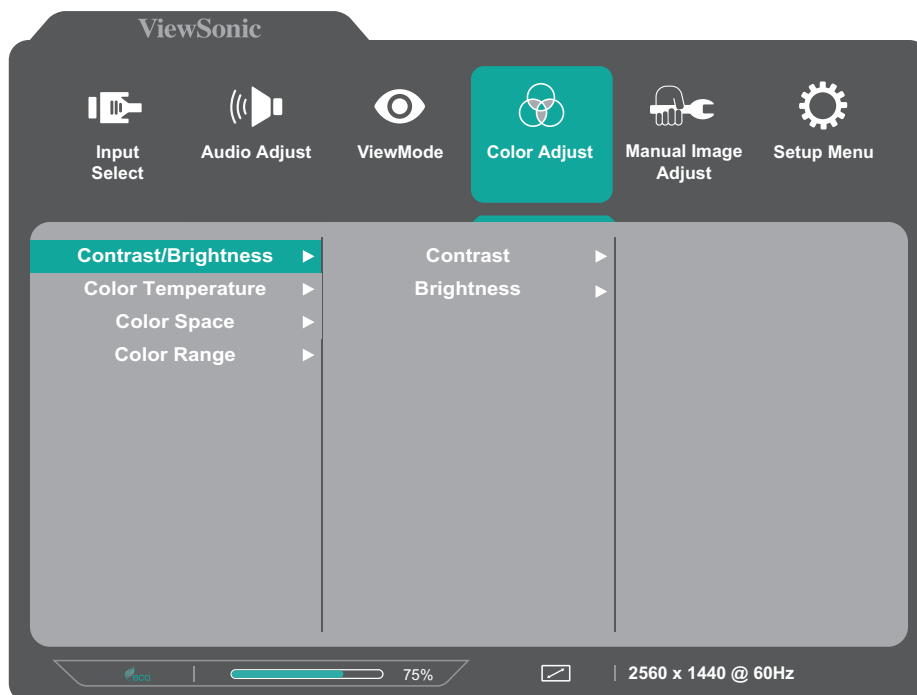 ViewSonic
Input
Select
Audio Adjust
ViewMode
Color Adjust
Manual Image
Adjust
Setup Menu
Contrast/Brightness
Color Temperature
Color Space
Color Range
Contrast
Brightness
eco
75%
2560 x 1440 @ 60Hz